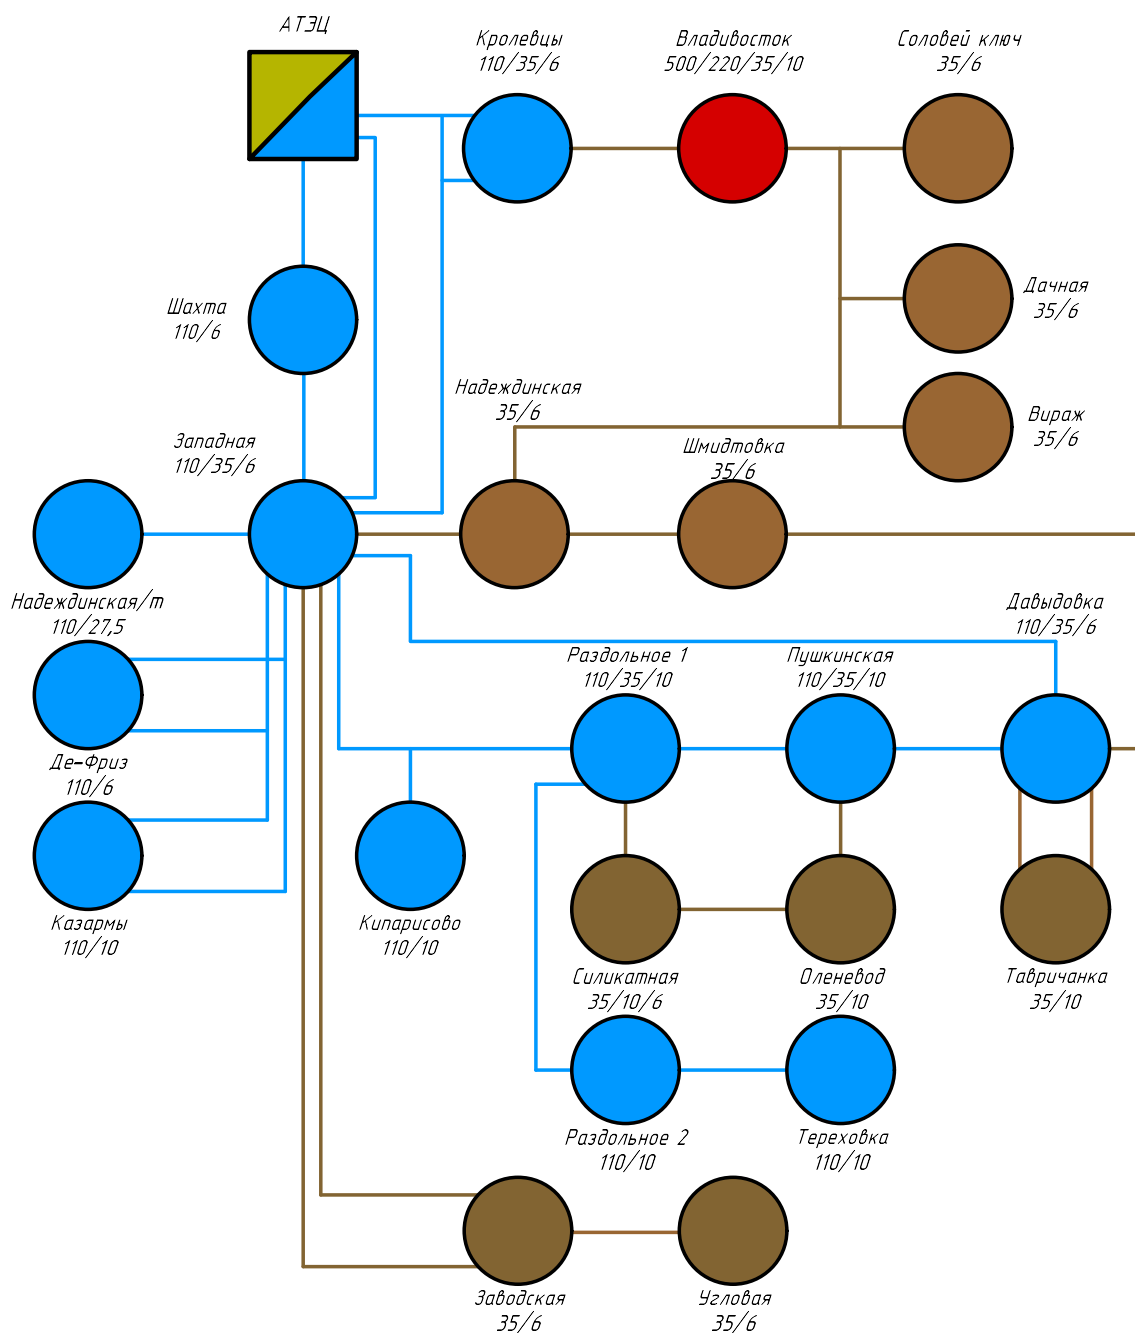 АТЭЦ
Кролевцы
110/35/6
Владивосток
500/220/35/10
Соловей ключ
35/6
Шахта
110/6
Дачная
35/6
Надеждинская
35/6
Вираж
35/6
Западная
110/35/6
Шмидтовка
35/6
Надеждинская/т
110/27,5
Давыдовка
110/35/6
Раздольное 1
110/35/10
Пушкинская
110/35/10
Де-Фриз
110/6
Казармы
110/10
Кипарисово
110/10
Силикатная
35/10/6
Оленевод
35/10
Тавричанка
35/10
Раздольное 2
110/10
Тереховка
110/10
Заводская
35/6
Угловая
35/6